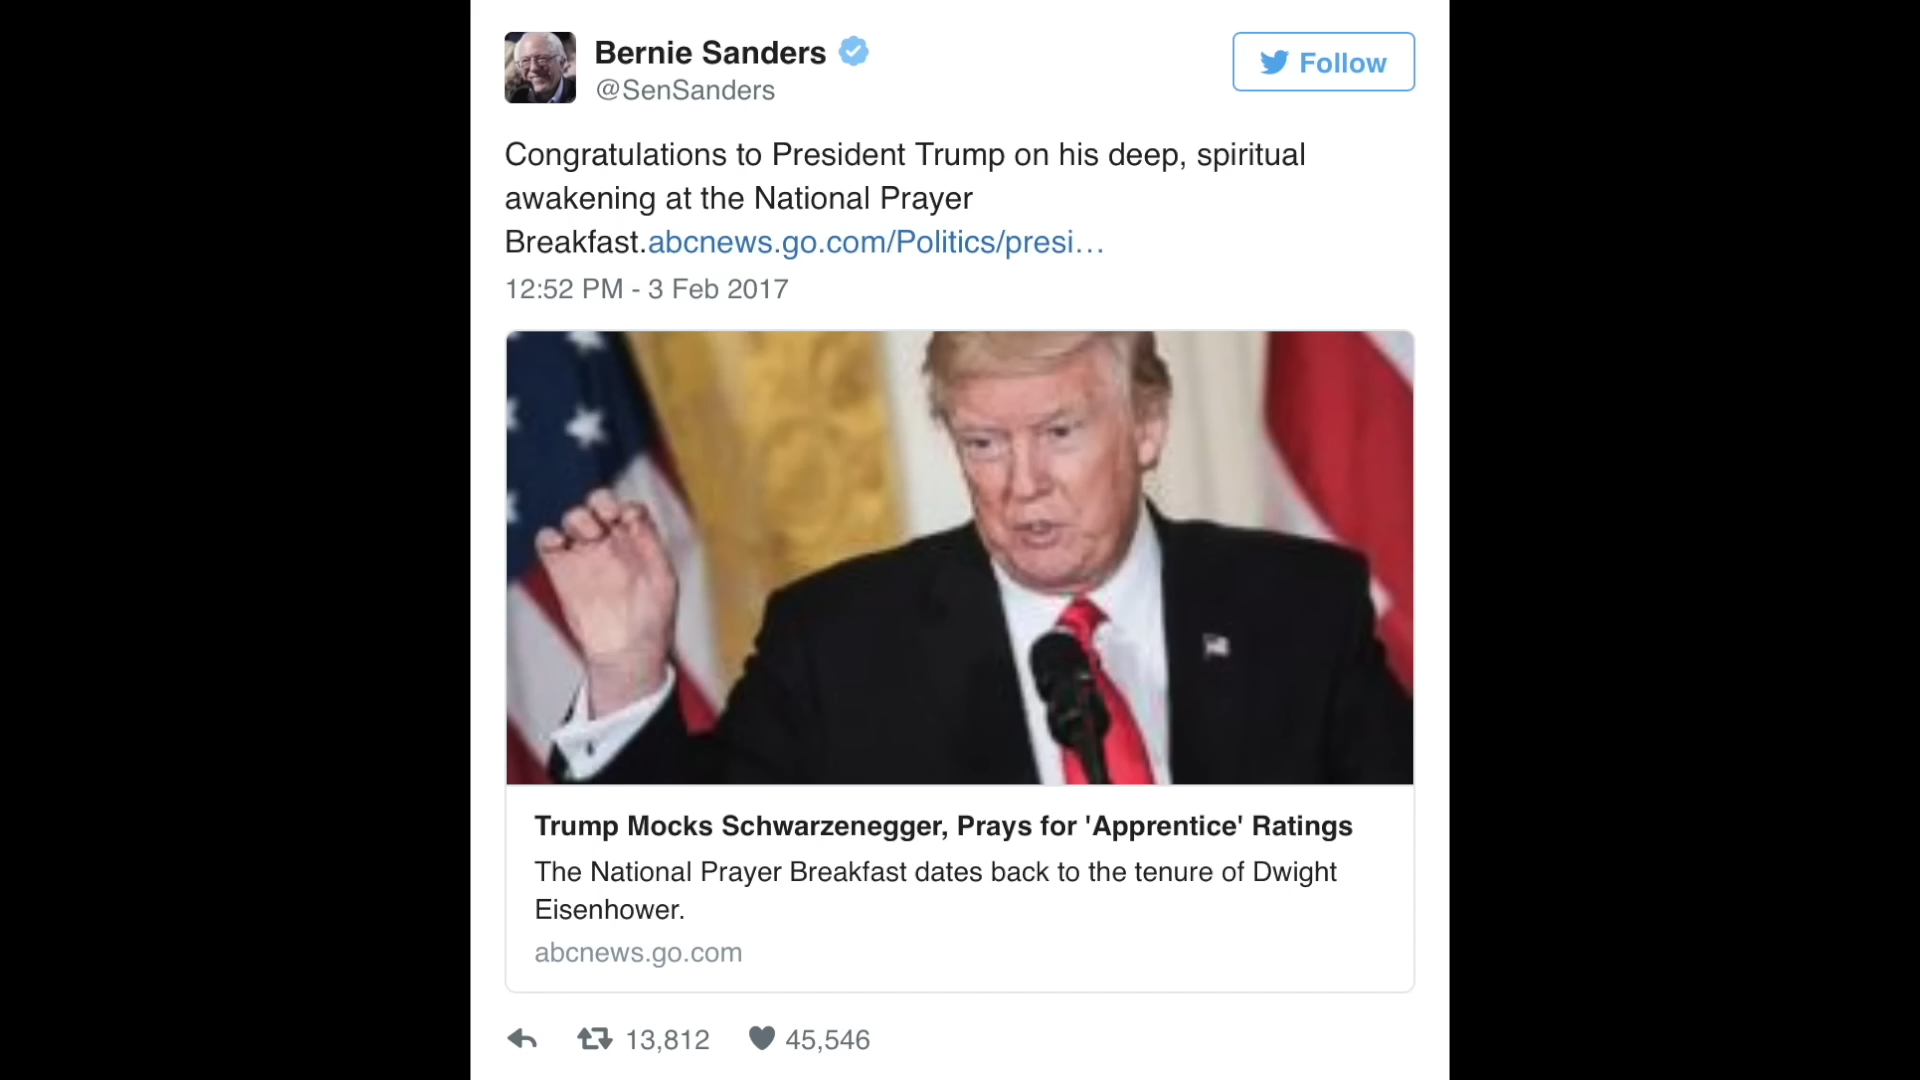 Bernie Sanders
@SenSanders
Follow
Congratulations to President Trump on his deep, spiritual
awakening at the National Prayer
Breakfast.abcnews.go.com/Politics/presi…
12:52 PM - 3 Feb 2017
Trump Mocks Schwarzenegger, Prays for 'Apprentice' Ratings
The National Prayer Breakfast dates back to the tenure of Dwight
Eisenhower.
abcnews.go.com
13,812 45,546